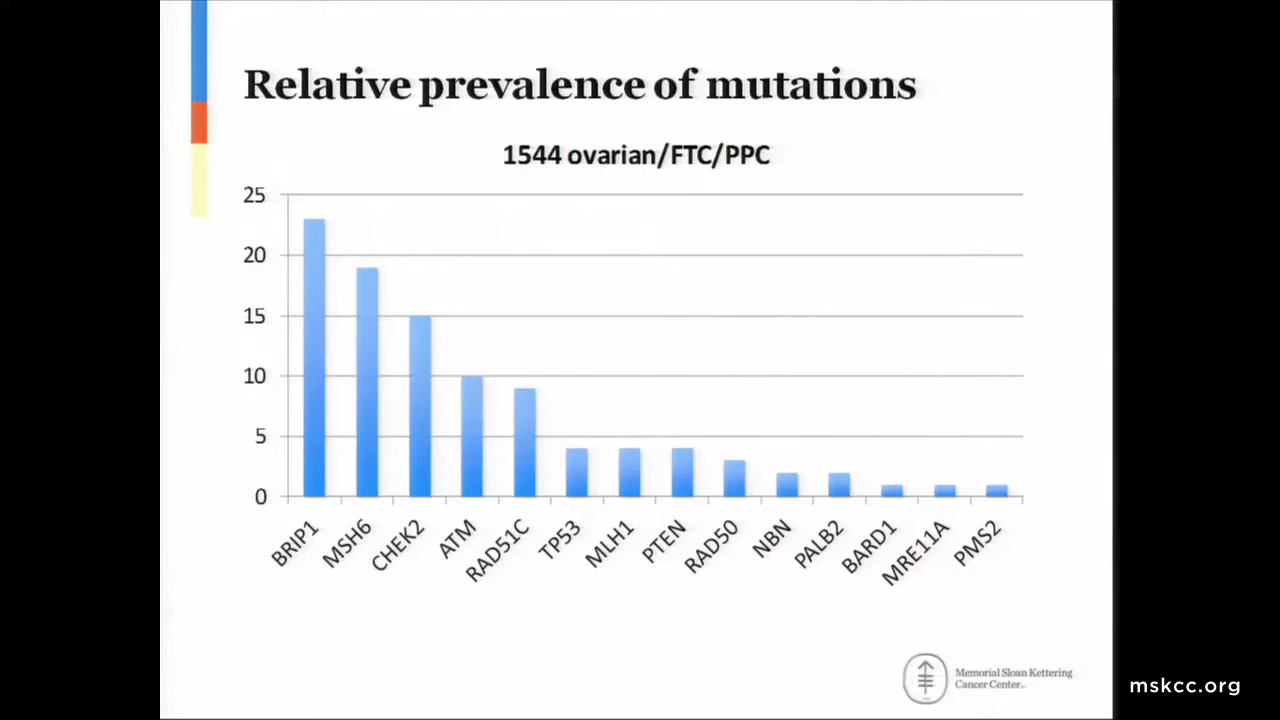 Relative prevalence of mutations
1544 ovarian/FTC/PPC
25
20
15
10
5
0
BRIP1
MSH6
CHEK2
ATM
RAD51C
TP53
MLH1
PTEN
RAD50
NBN
PALB2
BARD1
MRE11A
PMS2
Memorial Sloan Kettering
Cancer Center
mskcc.org